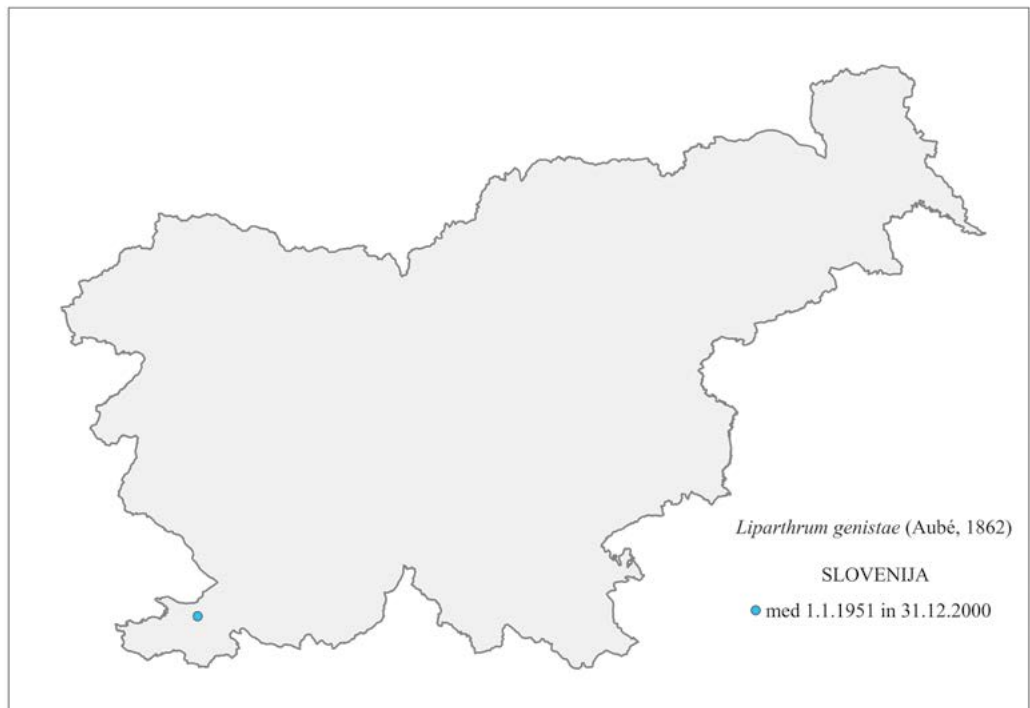 Liparthrum genistae (Aubé, 1862)
SLOVENIJA
med 1.1.1951 in 31.12.2000